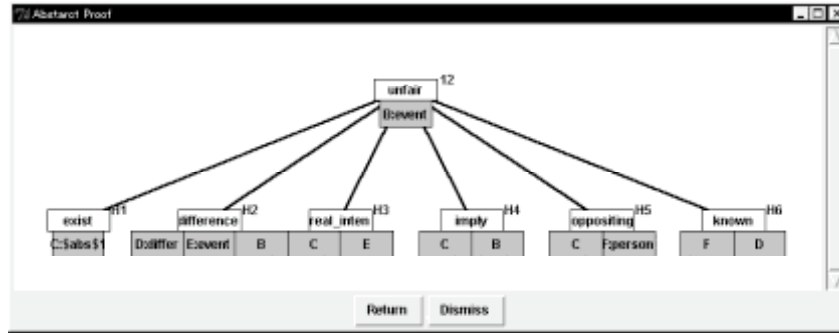 Abstarct Proof
unfair 12
B:event
exist H1 difference H2 real_inten H3 imply H4 oppositing H5 known H6
C:$abs$1 D:differ E:event B C E C B C F:person F D
Return Dismiss